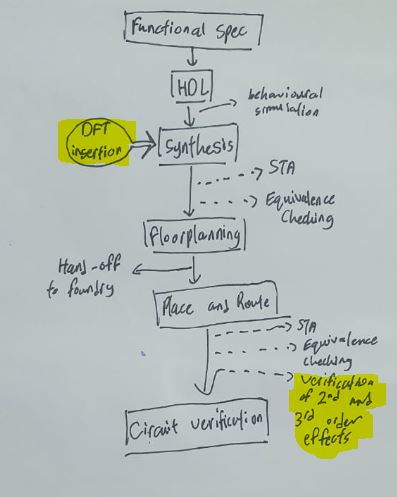 Functional spec
HDL
behavioural
simulation
DFT
insertion
Synthesis
STA
Equivalence
Checking
floorplanning
Hand-off
to foundry
Place and Route
STA
Equivalence
checking
Verification
of 2nd and
3rd order
effects
Circuit verification